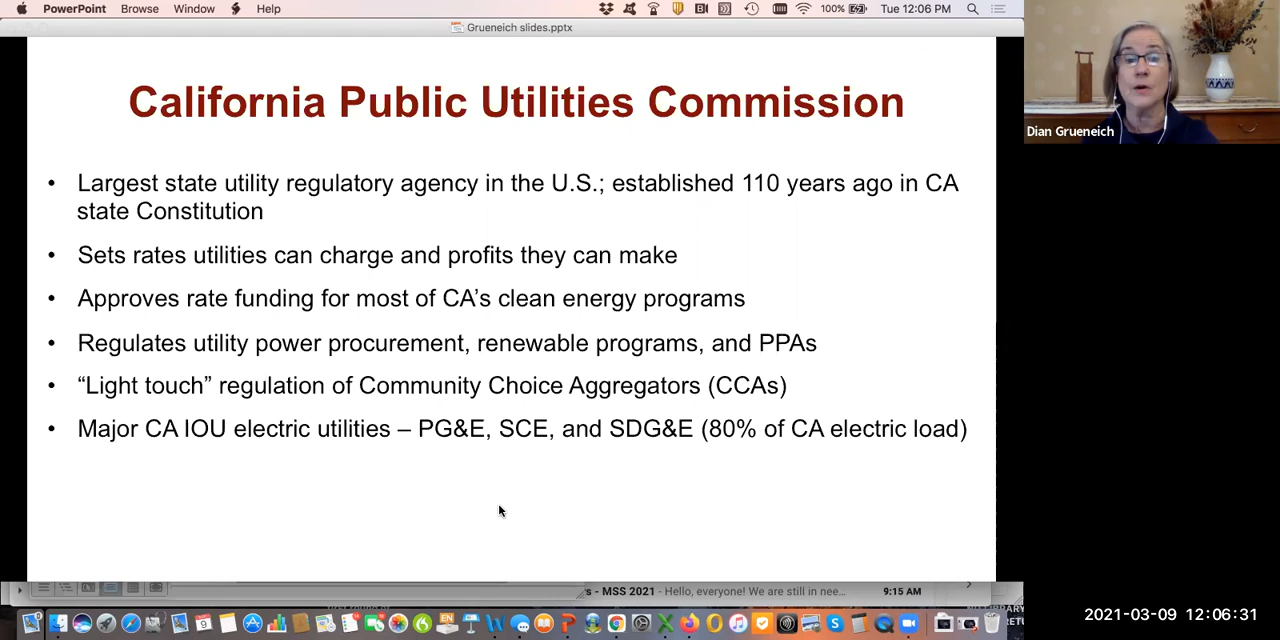 PowerPoint Browse Window Help
100% Tue 12:06 PM
Grueneich slides.pptx
California Public Utilities Commission
• Largest state utility regulatory agency in the U.S.; established 110 years ago in CA
state Constitution
• Sets rates utilities can charge and profits they can make
• Approves rate funding for most of CA's clean energy programs
• Regulates utility power procurement, renewable programs, and PPAs
• “Light touch” regulation of Community Choice Aggregators (CCAs)
• Major CA IOU electric utilities – PG&E, SCE, and SDG&E (80% of CA electric load)
Dian Grueneich
s - MSS 2021 - Hello, everyone! We are still in nee... 9:15 AM
2021-03-09 12:06:31